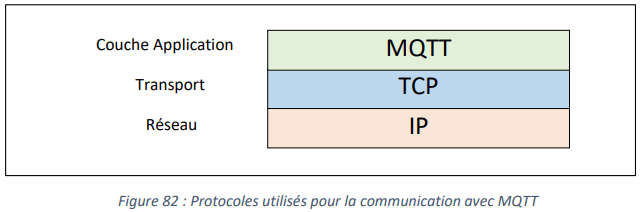 Couche Application MQTT
Transport TCP
Réseau IP
Figure 82 : Protocoles utilisés pour la communication avec MQTT